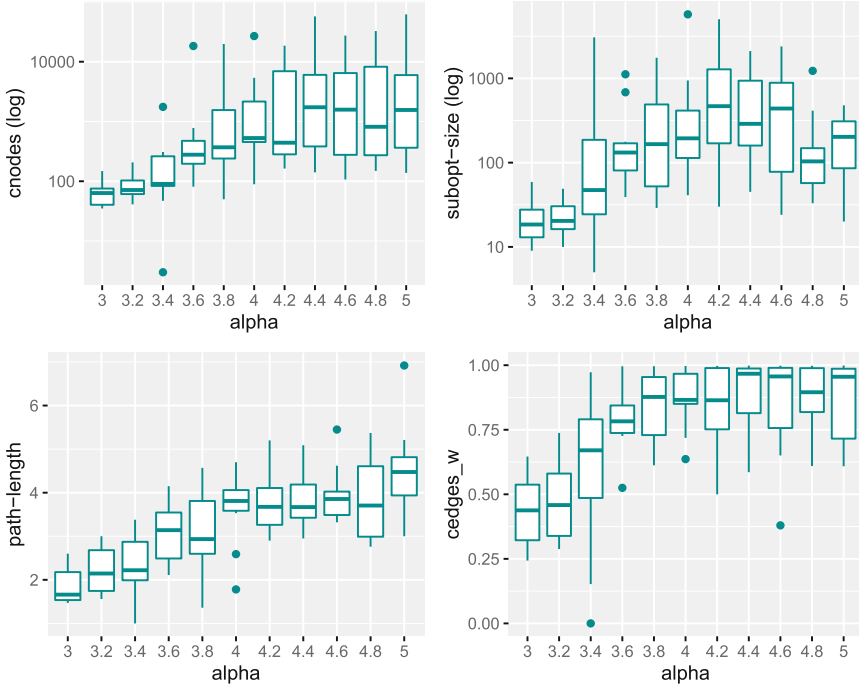 cnodes (log)
10000
100
3 3.2 3.4 3.6 3.8 4 4.2 4.4 4.6 4.8 5
alpha
subopt−size (log)
1000
100
10
3 3.2 3.4 3.6 3.8 4 4.2 4.4 4.6 4.8 5
alpha
path−length
6
4
2
3 3.2 3.4 3.6 3.8 4 4.2 4.4 4.6 4.8 5
alpha
cedges_w
1.00
0.75
0.50
0.25
0.00
3 3.2 3.4 3.6 3.8 4 4.2 4.4 4.6 4.8 5
alpha